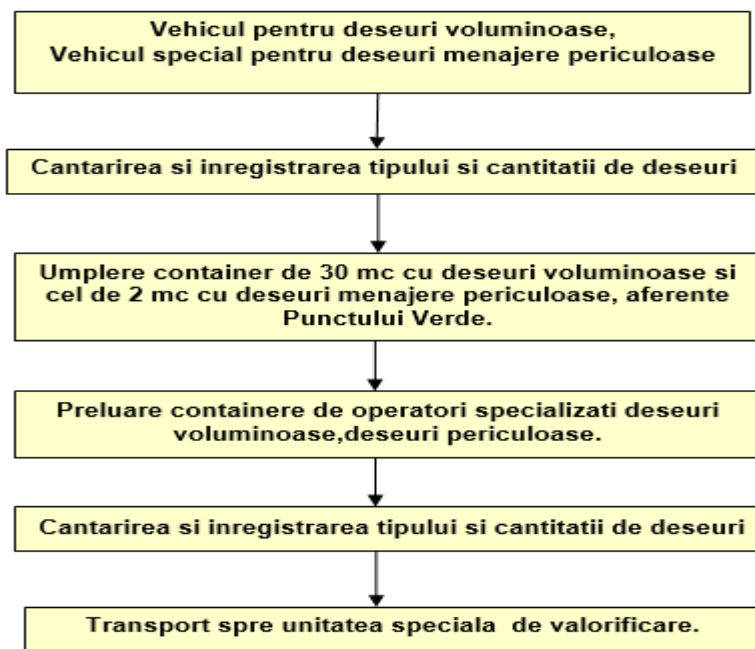 Vehicul pentru deseuri voluminoase,
Vehicul special pentru deseuri menajere periculoase
Cantarirea si inregistrarea tipului si cantitatii de deseuri
Umplere container de 30 mc cu deseuri voluminoase si
cel de 2 mc cu deseuri menajere periculoase, aferente
Punctului Verde.
Preluare containere de operatori specializati deseuri
voluminoase,deseuri periculoase.
Cantarirea si inregistrarea tipului si cantitatii de deseuri
Transport spre unitatea speciala  de valorificare.